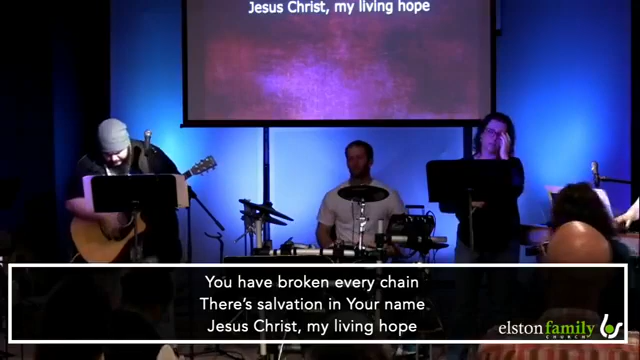 Jesus Christ, my living hope
You have broken every chain
There's salvation in Your name
Jesus Christ, my living hope
elstonfamily
CHURCH